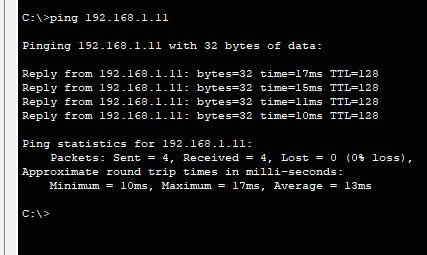 C:\>ping 192.168.1.11
Pinging 192.168.1.11 with 32 bytes of data:
Reply from 192.168.1.11: bytes=32 time=17ms TTL=128
Reply from 192.168.1.11: bytes=32 time=15ms TTL=128
Reply from 192.168.1.11: bytes=32 time=11ms TTL=128
Reply from 192.168.1.11: bytes=32 time=10ms TTL=128
Ping statistics for 192.168.1.11:
Packets: Sent = 4, Received = 4, Lost = 0 (0% loss),
Approximate round trip times in milli-seconds:
Minimum = 10ms, Maximum = 17ms, Average = 13ms
C:\>